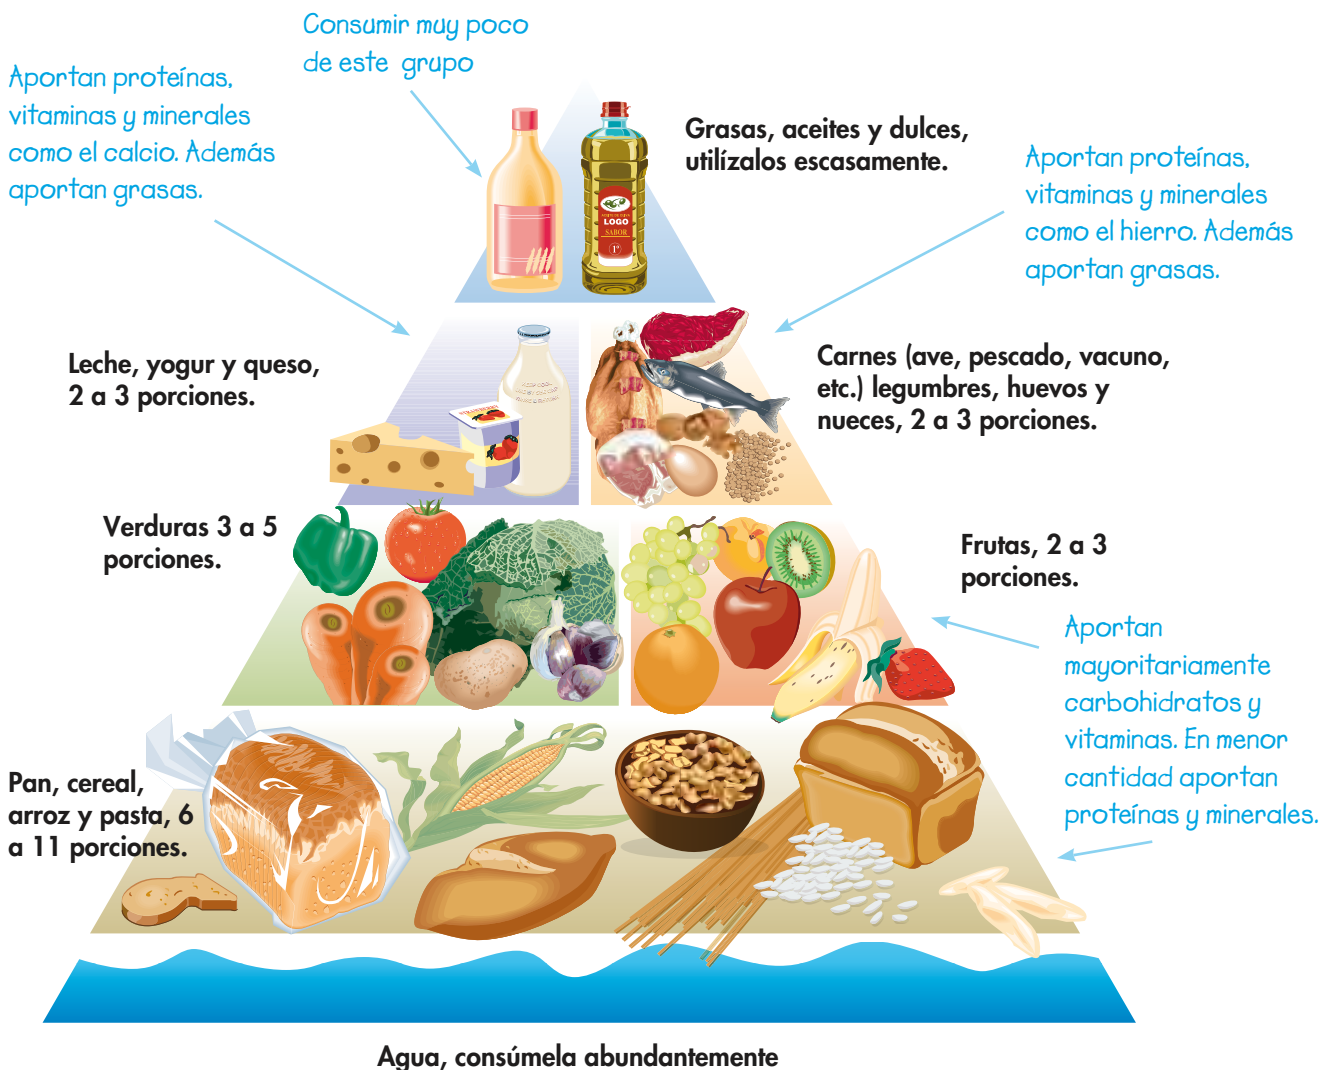 Consumir muy poco
de este grupo
Aportan proteínas,
vitaminas y minerales
como el calcio. Además
aportan grasas.
Grasas, aceites y dulces,
utilízalos escasamente.
Aportan proteínas,
vitaminas y minerales
como el hierro. Además
aportan grasas.
LOGO
SABOR
1º
Leche, yogur y queso,
2 a 3 porciones.
Carnes (ave, pescado, vacuno,
etc.) legumbres, huevos y
nueces, 2 a 3 porciones.
Verduras 3 a 5
porciones.
Frutas, 2 a 3
porciones.
Aportan
mayoritariamente
carbohidratos y
vitaminas. En menor
cantidad aportan
proteínas y minerales.
Pan, cereal,
arroz y pasta, 6
a 11 porciones.
Agua, consúmela abundantemente